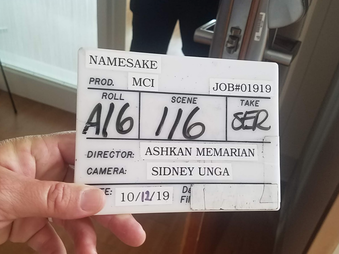 NAMESAKE
PROD. MCI JOB#01919
ROLL SCENE TAKE
A16 116 SER
DIRECTOR: ASHKAN MEMARIAN
CAMERA: SIDNEY UNGA
10/12/19